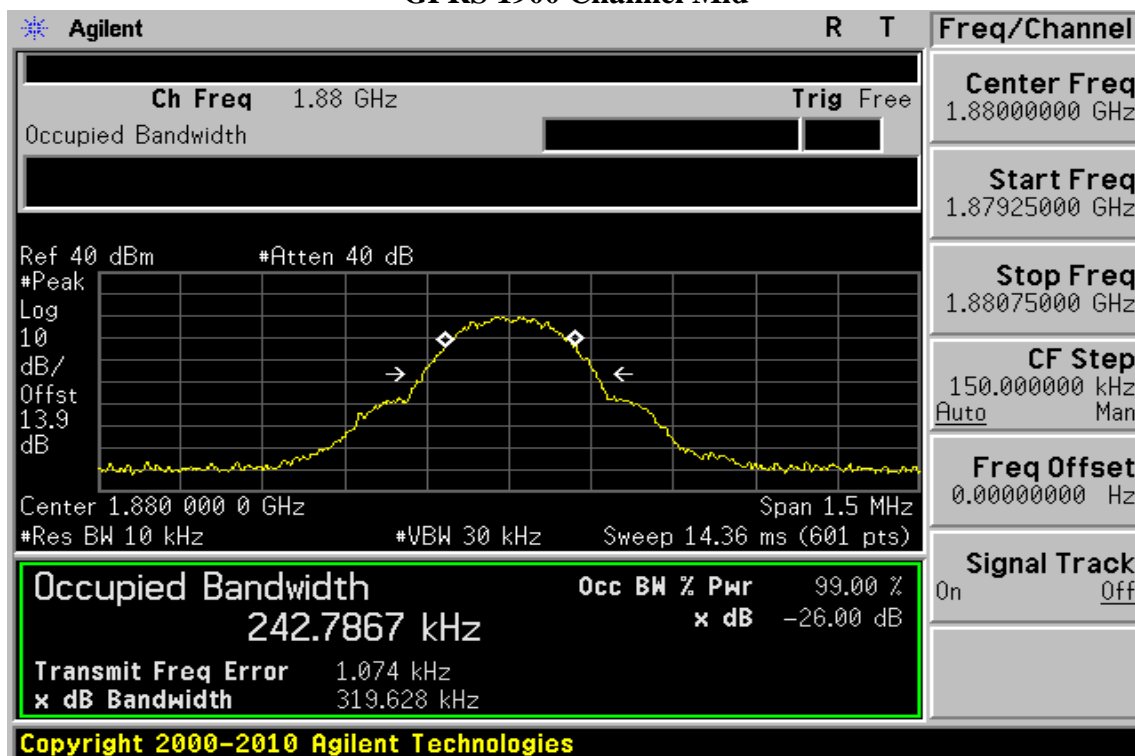 GPRS 1900 Channel Mid
Agilent R T
Freq/Channel
Ch Freq 1.88 GHz Trig Free
Occupied Bandwidth
Center Freq
1.88000000 GHz
Start Freq
1.87925000 GHz
Stop Freq
1.88075000 GHz
CF Step
150.000000 kHz
Auto Man
Freq Offset
0.00000000 Hz
Signal Track
On Off
Ref 40 dBm #Atten 40 dB
#Peak
Log
10
dB/
Offst
13.9
dB
Center 1.880 000 0 GHz Span 1.5 MHz
#Res BW 10 kHz #VBW 30 kHz Sweep 14.36 ms (601 pts)
Occupied Bandwidth Occ BW % Pwr 99.00 %
242.7867 kHz x dB -26.00 dB
Transmit Freq Error 1.074 kHz
x dB Bandwidth 319.628 kHz
Copyright 2000-2010 Agilent Technologies